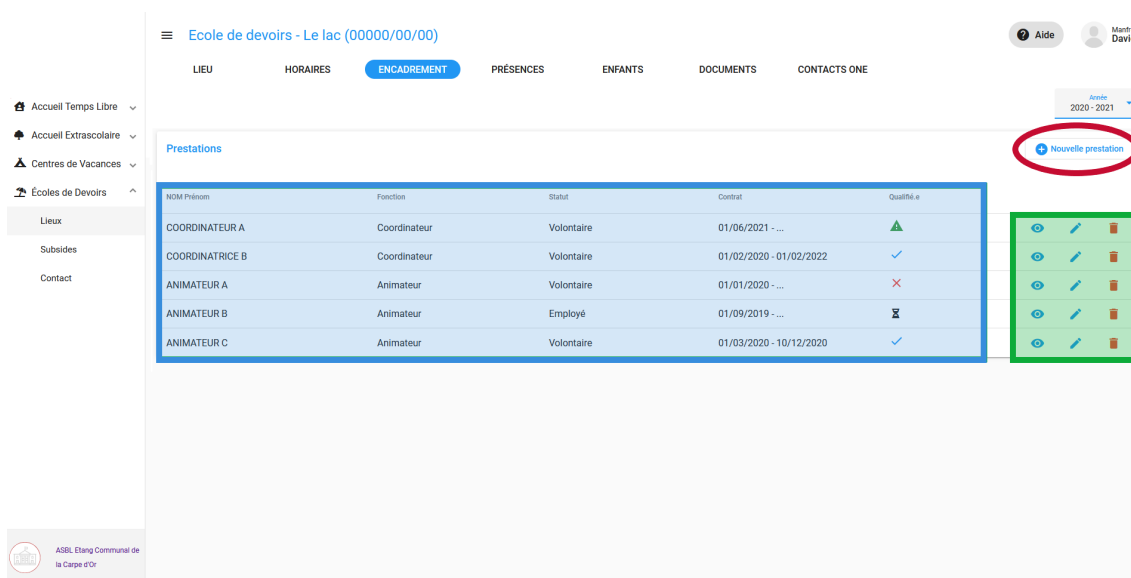 Ecole de devoirs - Le lac (00000/00/00)
Aide
LIEU HORAIRES ENCADREMENT PRÉSENCES ENFANTS DOCUMENTS CONTACTS ONE
Année
2020 - 2021
Accueil Temps Libre
Accueil Extrascolaire
Centres de Vacances
Écoles de Devoirs
Lieux
Subsides
Contact
Prestations
Nouvelle prestation
NOM Prénom Fonction Statut Contrat Qualifié.e
COORDINATEUR A Coordinateur Volontaire 01/06/2021 - ...
COORDINATRICE B Coordinateur Volontaire 01/02/2020 - 01/02/2022
ANIMATEUR A Animateur Volontaire 01/01/2020 - ...
ANIMATEUR B Animateur Employé 01/09/2019 - ...
ANIMATEUR C Animateur Volontaire 01/03/2020 - 10/12/2020
ASBL Etang Communal de
la Carpe d'Or